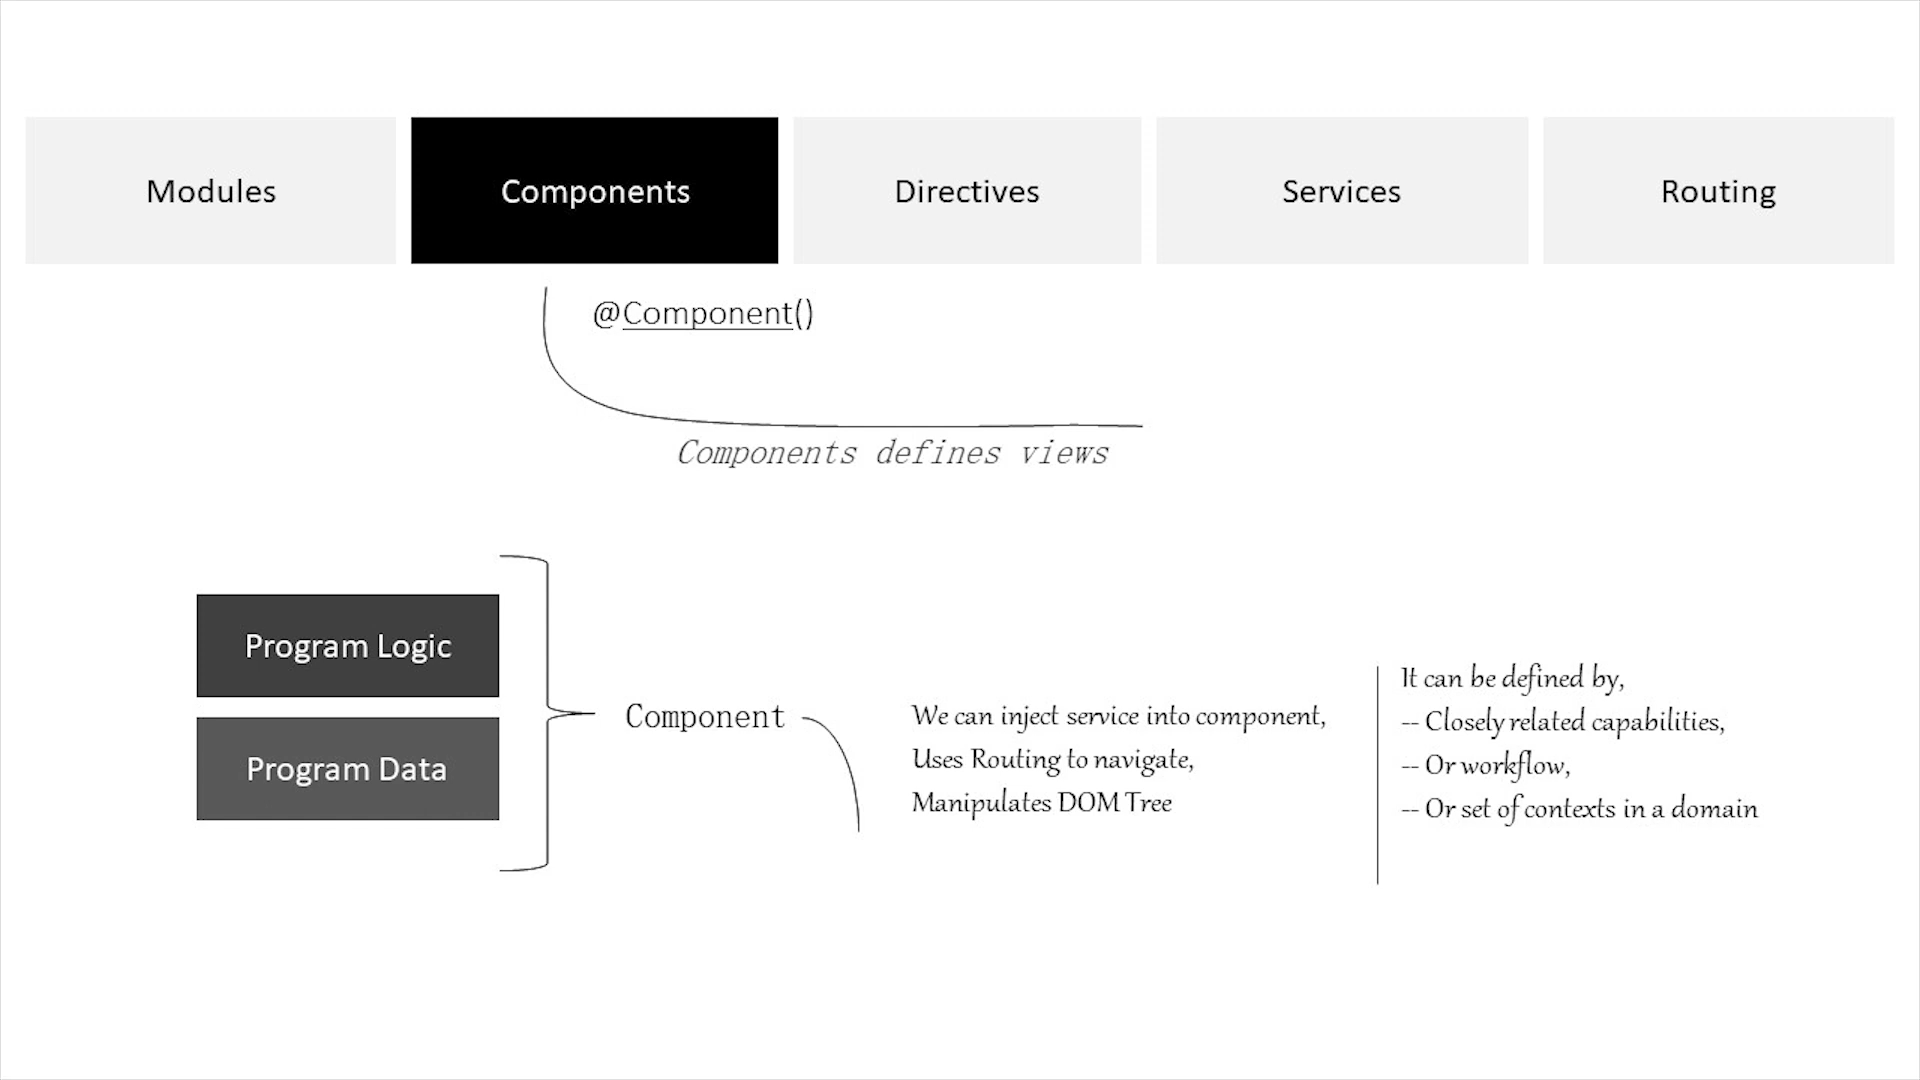 Modules
Components
Directives
Services
Routing
@Component()
Components defines views
Program Logic
Program Data
Component
We can inject service into component,
Uses Routing to navigate,
Manipulates DOM Tree
It can be defined by,
-- Closely related capabilities,
-- Or workflow,
-- Or set of contexts in a domain